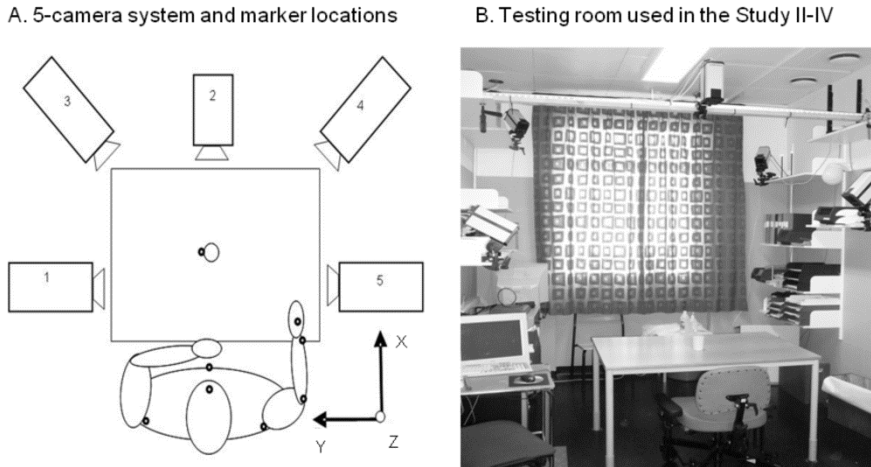 A. 5-camera system and marker locations
B. Testing room used in the Study II-IV
3
2
4
1
5
X
Y
Z